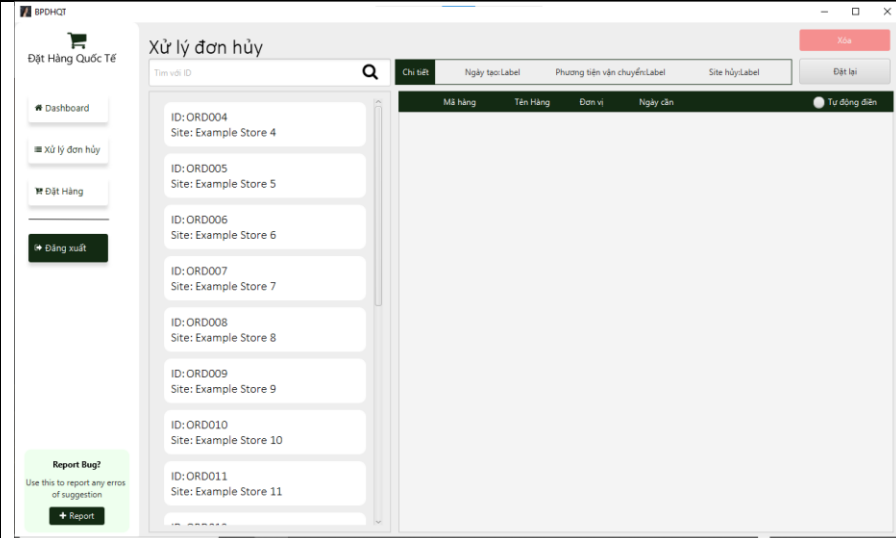 BPDHQT
Đặt Hàng Quốc Tế
Dashboard
Xử lý đơn hủy
Đặt Hàng
Đăng xuất
Report Bug?
Use this to report any erros
of suggestion
+ Report
Xử lý đơn hủy
Tìm với ID
ID: ORD004
Site: Example Store 4
ID: ORD005
Site: Example Store 5
ID: ORD006
Site: Example Store 6
ID: ORD007
Site: Example Store 7
ID: ORD008
Site: Example Store 8
ID: ORD009
Site: Example Store 9
ID: ORD010
Site: Example Store 10
ID: ORD011
Site: Example Store 11
Chi tiết Ngày tạo:Label Phương tiện vận chuyển:Label Site hủy:Label
Xóa
Đặt lại
Mã hàng Tên Hàng Đơn vị Ngày cần Tự động điền